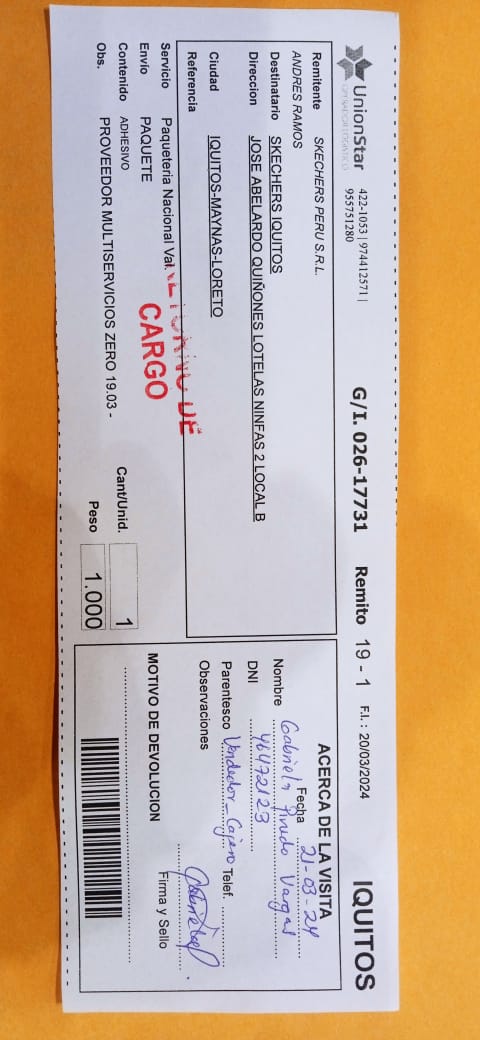 UnionStar
OPERADOR LOGISTICO
422-1053 | 974412571 |
955751280
G/I. 026-17731 Remito 19 - 1 F.I.: 20/03/2024 IQUITOS
Remitente SKECHERS PERU S.R.L.
ANDRES RAMOS
Destinatario SKECHERS IQUITOS
Direccion JOSE ABELARDO QUIÑONES LOTELAS NINFAS 2 LOCAL B
Ciudad IQUITOS-MAYNAS-LORETO
Referencia
Servicio Paqueteria Nacional Val.
Envio PAQUETE
Contenido ADHESIVO
Obs. PROVEEDOR MULTISERVICIOS ZERO 19.03 -
DE
CARGO
Cant/Unid. 1
Peso 1.000
ACERCA DE LA VISITA
Fecha 21-03-24
Nombre Gabriela Pinedo Vargas
DNI 46472123
Parentesco Vendedor_Cajero Telef.
Observaciones
Firma y Sello
MOTIVO DE DEVOLUCION